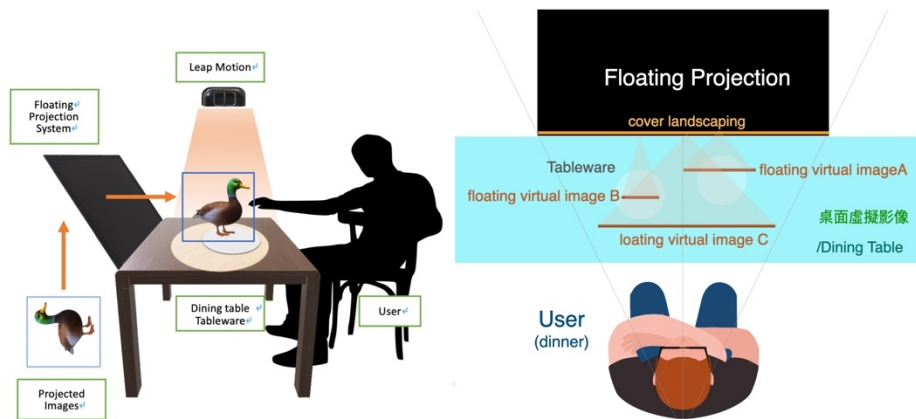 Leap Motion↵
Floating↵
Projection
System↵
Dining table
Tableware↵
User↵
Projected
Images↵
Floating Projection
cover landscaping
Tableware
floating virtual imageA
floating virtual image B
loating virtual image C
桌面虛擬影像
/Dining Table
User
(dinner)